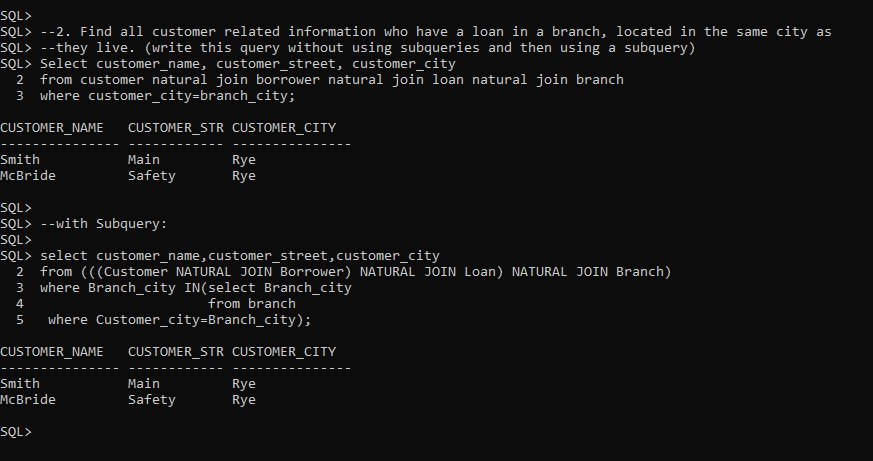 SQL>
SQL> --2. Find all customer related information who have a loan in a branch, located in the same city as
SQL> --they live. (write this query without using subqueries and then using a subquery)
SQL> Select customer_name, customer_street, customer_city
  2  from customer natural join borrower natural join loan natural join branch
  3  where customer_city=branch_city;
CUSTOMER_NAME   CUSTOMER_STR CUSTOMER_CITY
--------------- ------------ ---------------
Smith           Main         Rye
McBride         Safety       Rye
SQL>
SQL> --with Subquery:
SQL>
SQL> select customer_name,customer_street,customer_city
  2  from (((Customer NATURAL JOIN Borrower) NATURAL JOIN Loan) NATURAL JOIN Branch)
  3  where Branch_city IN(select Branch_city
  4                       from branch
  5   where Customer_city=Branch_city);
CUSTOMER_NAME   CUSTOMER_STR CUSTOMER_CITY
--------------- ------------ ---------------
Smith           Main         Rye
McBride         Safety       Rye
SQL>